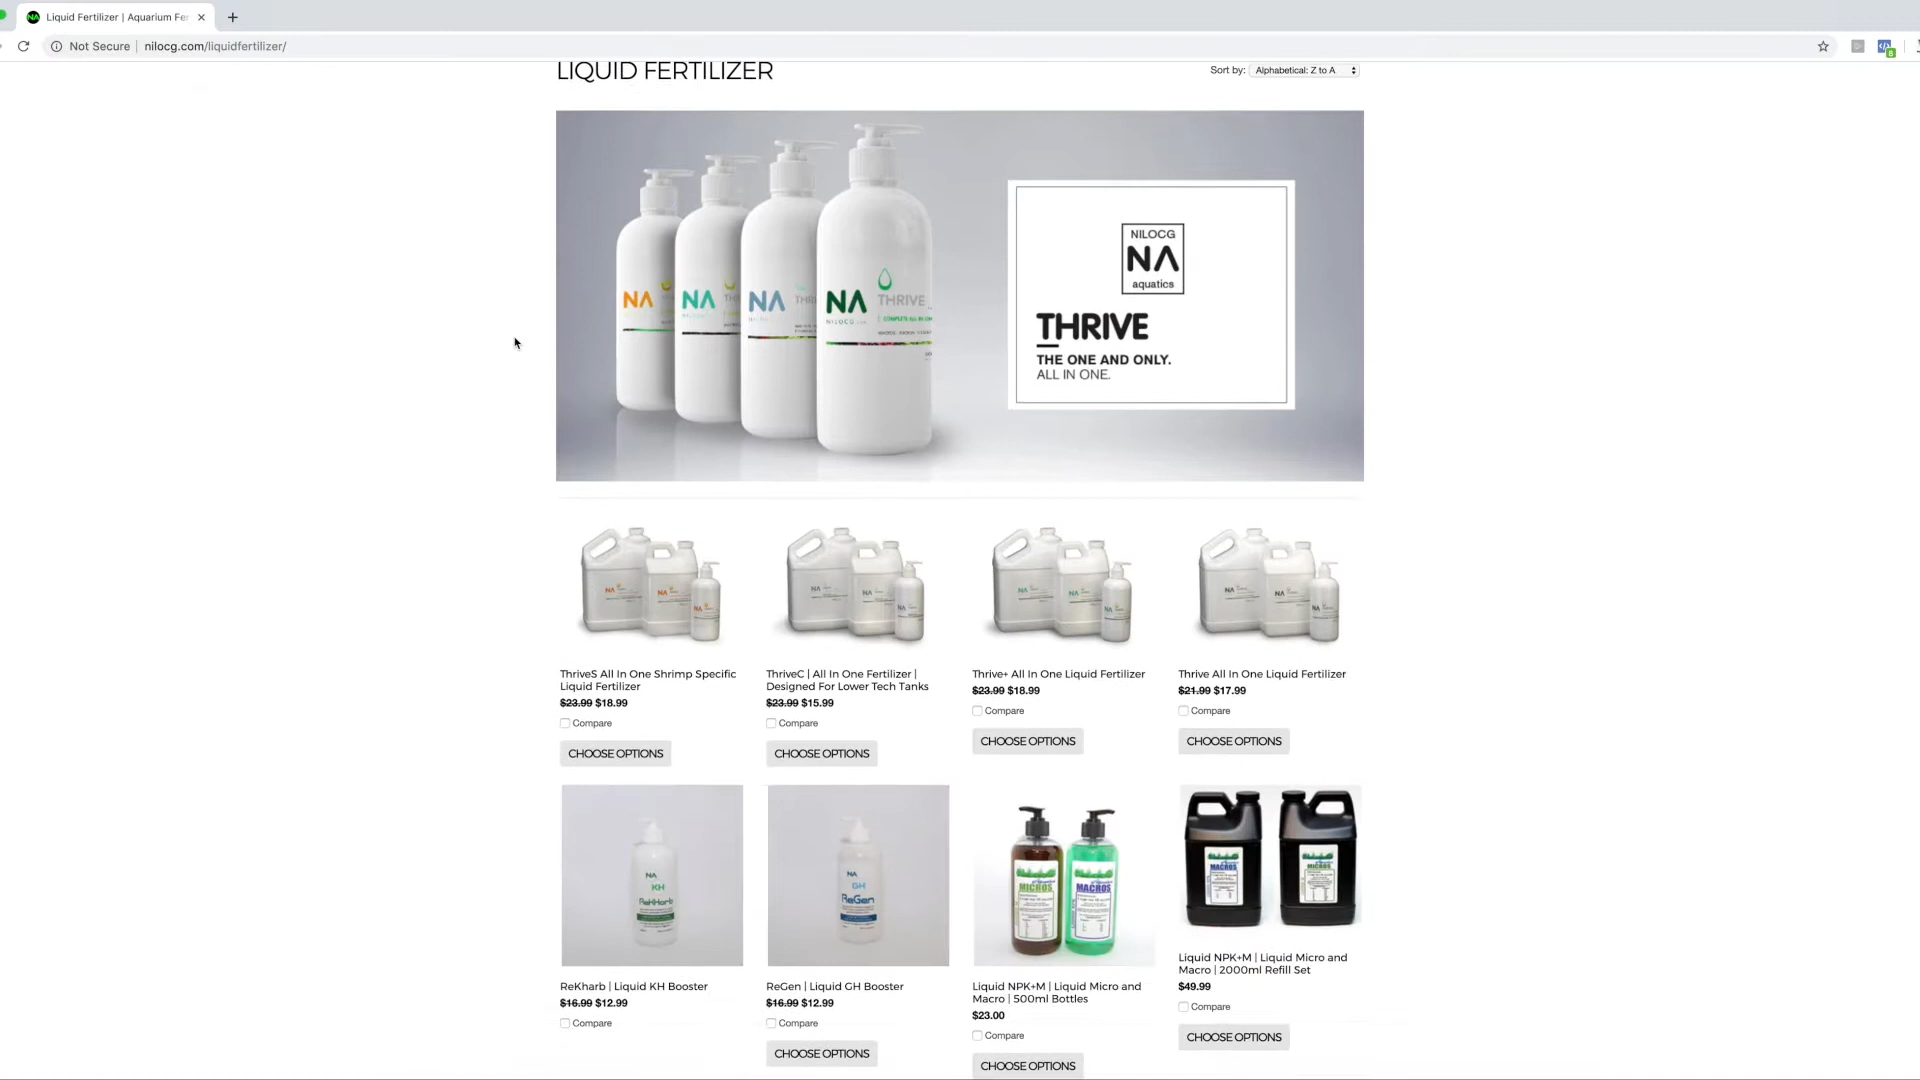 Liquid Fertilizer | Aquarium Fer
Not Secure
nilocg.com/liquidfertilizer/
LIQUID FERTILIZER
Sort by:
Alphabetical: Z to A
NA
NA
NA
NA
THRIVE
NILOCG
NA
aquatics
THRIVE
THE ONE AND ONLY.
ALL IN ONE.
ThriveS All In One Shrimp Specific
Liquid Fertilizer
$23.99 $18.99
Compare
CHOOSE OPTIONS
ThriveC | All In One Fertilizer |
Designed For Lower Tech Tanks
$23.99 $15.99
Compare
CHOOSE OPTIONS
Thrive+ All In One Liquid Fertilizer
$23.99 $18.99
Compare
CHOOSE OPTIONS
Thrive All In One Liquid Fertilizer
$21.99 $17.99
Compare
CHOOSE OPTIONS
NA
KH
ReKHarb
ReKharb | Liquid KH Booster
$16.99 $12.99
Compare
NA
GH
ReGen
ReGen | Liquid GH Booster
$16.99 $12.99
Compare
CHOOSE OPTIONS
MICROS
MACROS
Liquid NPK+M | Liquid Micro and
Macro | 500ml Bottles
$23.00
Compare
CHOOSE OPTIONS
MACROS
MICROS
Liquid NPK+M | Liquid Micro and
Macro | 2000ml Refill Set
$49.99
Compare
CHOOSE OPTIONS